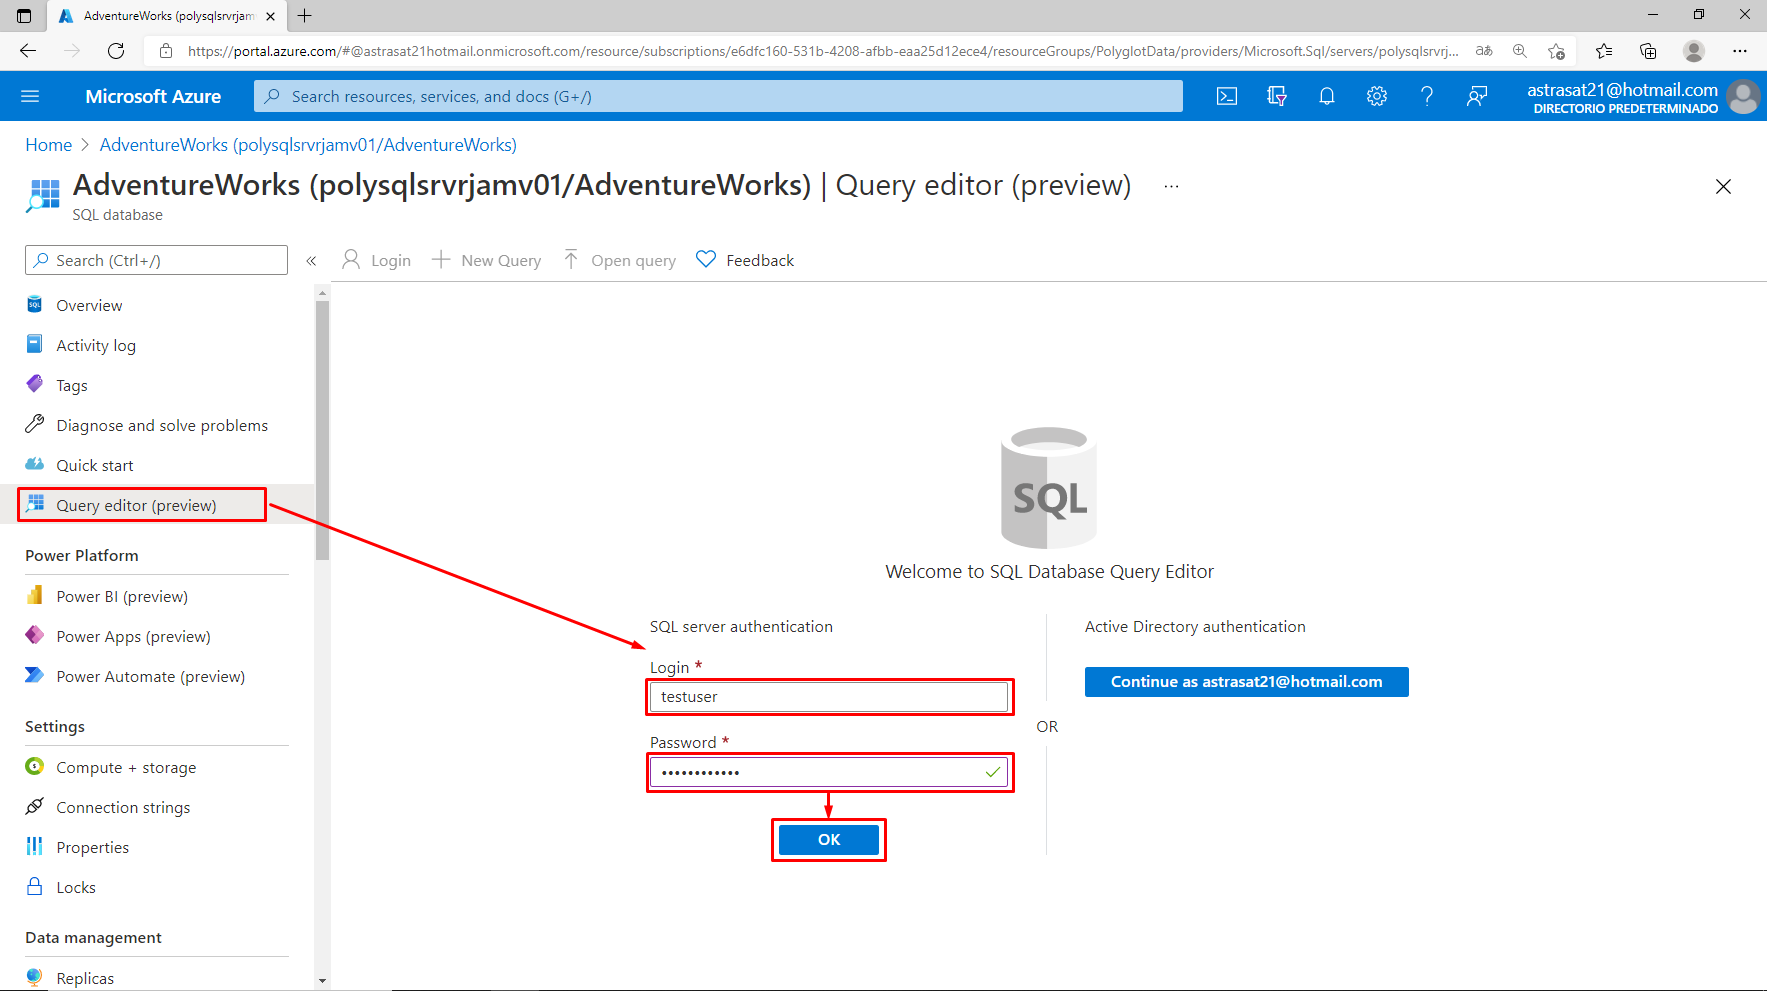 AdventureWorks (polysqlsrvrjam
https://portal.azure.com/#@astrasat21hotmail.onmicrosoft.com/resource/subscriptions/e6dfc160-531b-4208-afbb-eaa25d12ece4/resourceGroups/PolyglotData/providers/Microsoft.Sql/servers/polysqlsrvrj...
Microsoft Azure
Search resources, services, and docs (G+/)
astrasat21@hotmail.com
DIRECTORIO PREDETERMINADO
Home > AdventureWorks (polysqlsrvrjamv01/AdventureWorks)
AdventureWorks (polysqlsrvrjamv01/AdventureWorks) | Query editor (preview) ...
SQL database
Search (Ctrl+/)
«
Login
New Query
Open query
Feedback
Overview
Activity log
Tags
Diagnose and solve problems
Quick start
Query editor (preview)
Power Platform
Power BI (preview)
Power Apps (preview)
Power Automate (preview)
Settings
Compute + storage
Connection strings
Properties
Locks
Data management
Replicas
SQL
Welcome to SQL Database Query Editor
SQL server authentication
Login *
testuser
Password *
••••••••••••
OK
OR
Active Directory authentication
Continue as astrasat21@hotmail.com